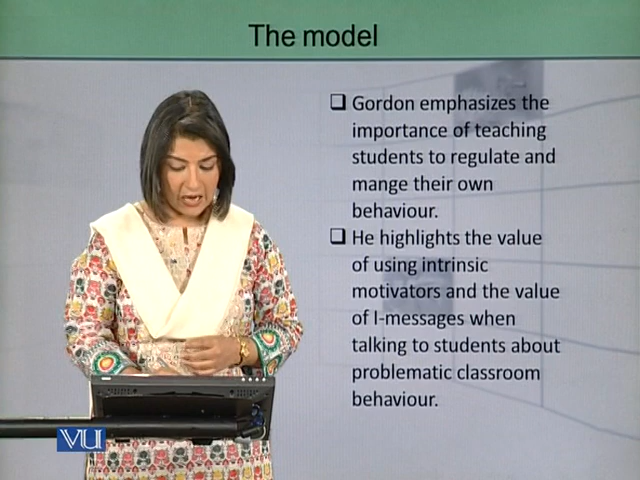 The model
❑ Gordon emphasizes the
importance of teaching
students to regulate and
mange their own
behaviour.
❑ He highlights the value
of using intrinsic
motivators and the value
of I-messages when
talking to students about
problematic classroom
behaviour.
VU